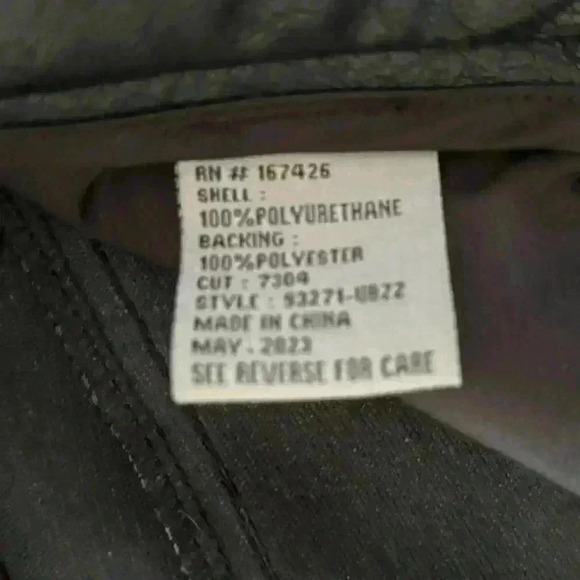 RN # 167426
SHELL :
100%POLYURETHANE
BACKING :
100%POLYESTER
CUT : 7304
STYLE : 93271-UBZ2
MADE IN CHINA
MAY . 2023
SEE REVERSE FOR CARE